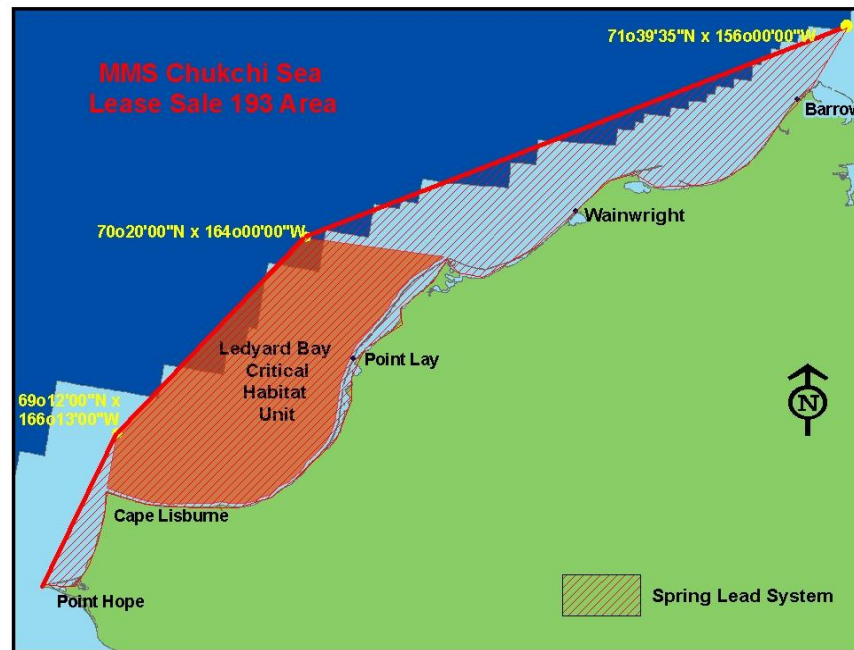 71o39'35"N x 156o00'00"W
MMS Chukchi Sea
Lease Sale 193 Area
Barrow
Wainwright
70o20'00"N x 164o00'00"W
Ledyard Bay
Critical
Habitat
Unit
Point Lay
69o12'00"N x
166o13'00"W
N
Cape Lisburne
Point Hope
Spring Lead System